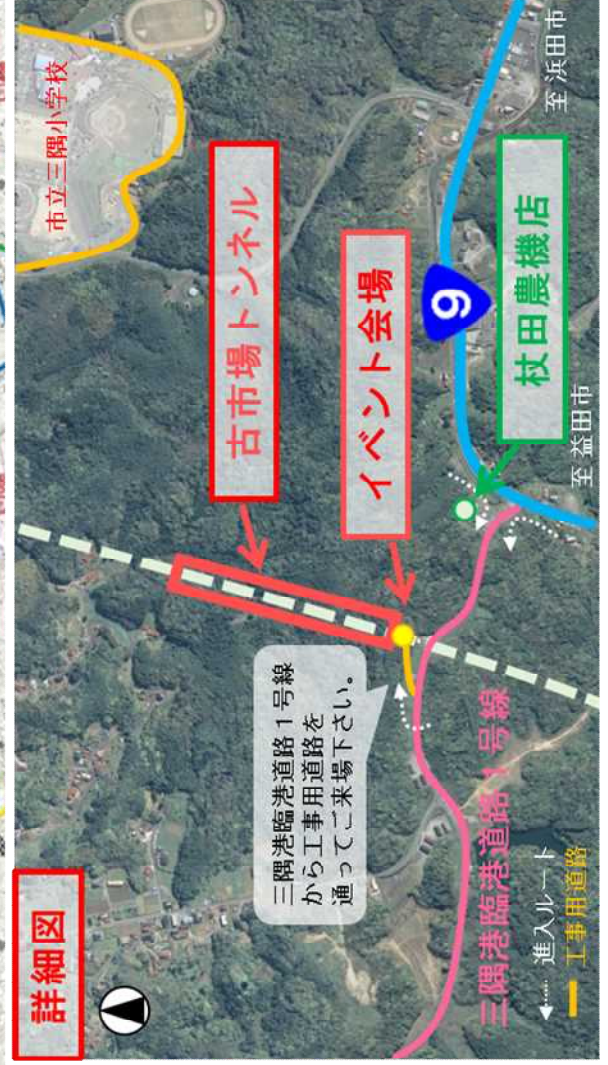 詳細図
市立三隅小学校
古市場トンネル
イベント会場
三隅港臨港道路1号線
から工事用道路を
通ってご来場下さい。
9
杖田農機店
至 浜田市
至 益田市
三隅港臨港道路1号線
進入ルート
工事用道路